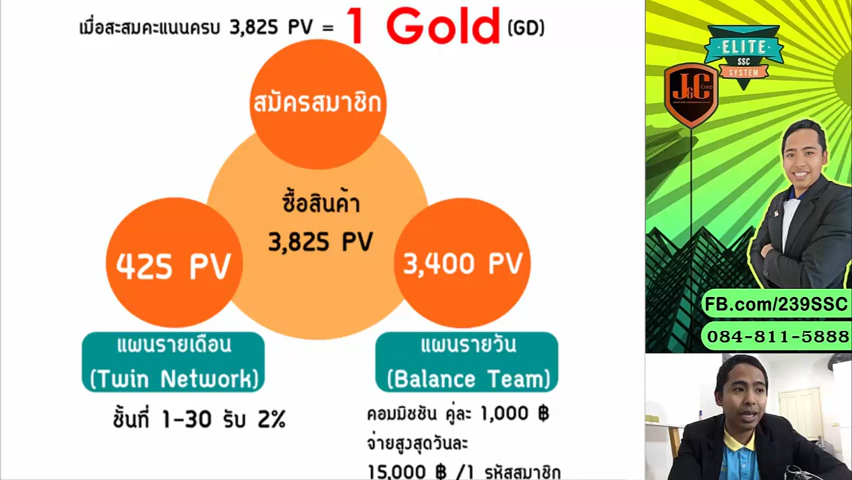 เมื่อสะสมคะแนนครบ 3,825 PV = 1 Gold (GD)
สมัครสมาชิก
ซื้อสินค้า
3,825 PV
425 PV
3,400 PV
แผนรายเดือน
(Twin Network)
ชั้นที่ 1-30 รับ 2%
แผนรายวัน
(Balance Team)
คอมมิชชัน คู่ละ 1,000 ฿
จ่ายสูงสุดวันละ
15,000 ฿ /1 รหัสสมาชิก
ELITE
SSC
SYSTEM
J&C
Corp
FB.com/239SSC
084-811-5888